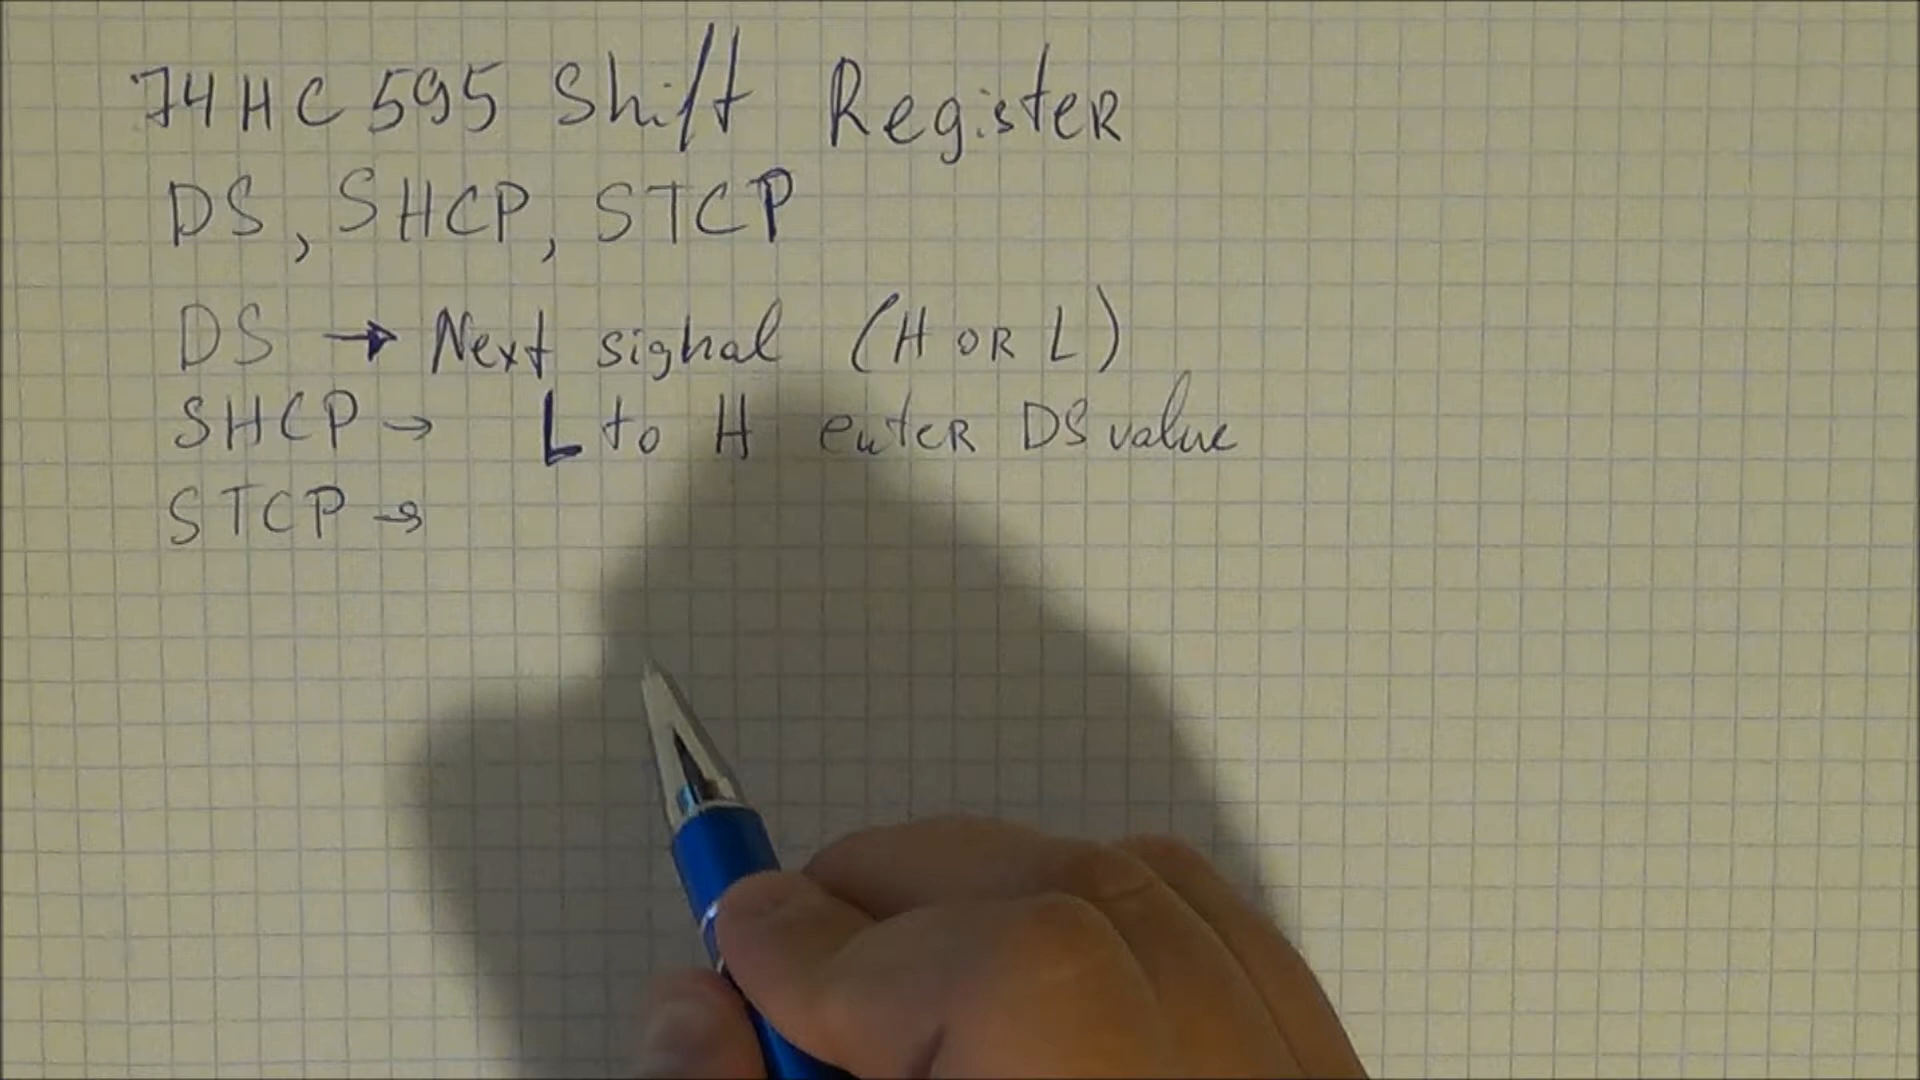 74HC595 Shift Register
DS, SHCP, STCP
DS → Next signal (H OR L)
SHCP → L to H enter DS value
STCP →